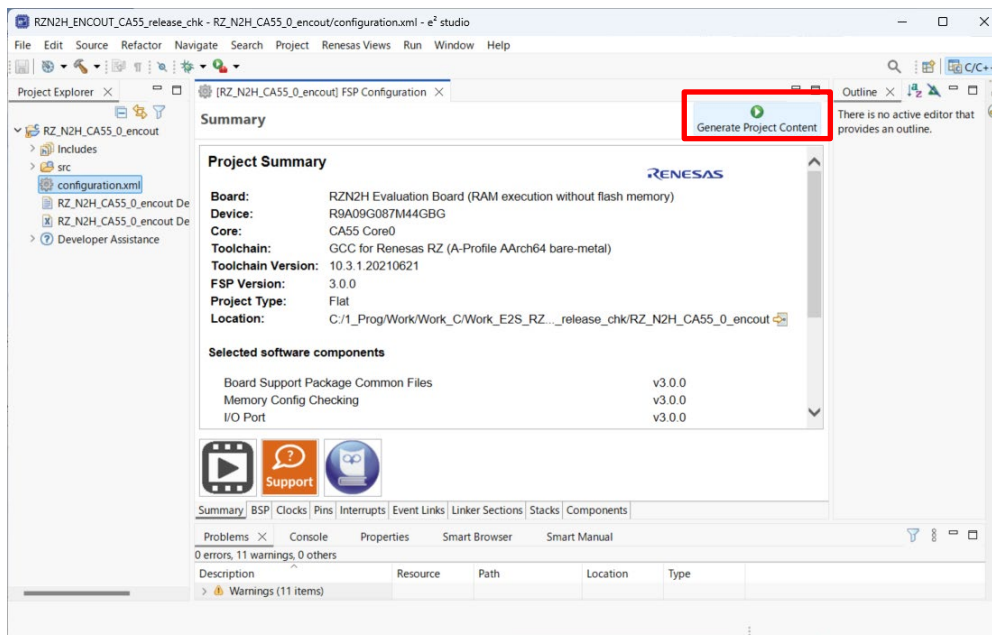 RZN2H_ENCOUT_CA55_release_chk - RZ_N2H_CA55_0_encout/configuration.xml - e² studio
File Edit Source Refactor Navigate Search Project Renesas Views Run Window Help
C/C++
Project Explorer
[RZ_N2H_CA55_0_encout] FSP Configuration
Outline
RZ_N2H_CA55_0_encout
Includes
src
configuration.xml
RZ_N2H_CA55_0_encout De
RZ_N2H_CA55_0_encout De
Developer Assistance
Summary
Generate Project Content
There is no active editor that
provides an outline.
Project Summary
RENESAS
Board: RZN2H Evaluation Board (RAM execution without flash memory)
Device: R9A09G087M44GBG
Core: CA55 Core0
Toolchain: GCC for Renesas RZ (A-Profile AArch64 bare-metal)
Toolchain Version: 10.3.1.20210621
FSP Version: 3.0.0
Project Type: Flat
Location: C:/1_Prog/Work/Work_C/Work_E2S_RZ..._release_chk/RZ_N2H_CA55_0_encout
Selected software components
Board Support Package Common Files v3.0.0
Memory Config Checking v3.0.0
I/O Port v3.0.0
Support
Summary BSP Clocks Pins Interrupts Event Links Linker Sections Stacks Components
Problems Console Properties Smart Browser Smart Manual
0 errors, 11 warnings, 0 others
Description Resource Path Location Type
Warnings (11 items)